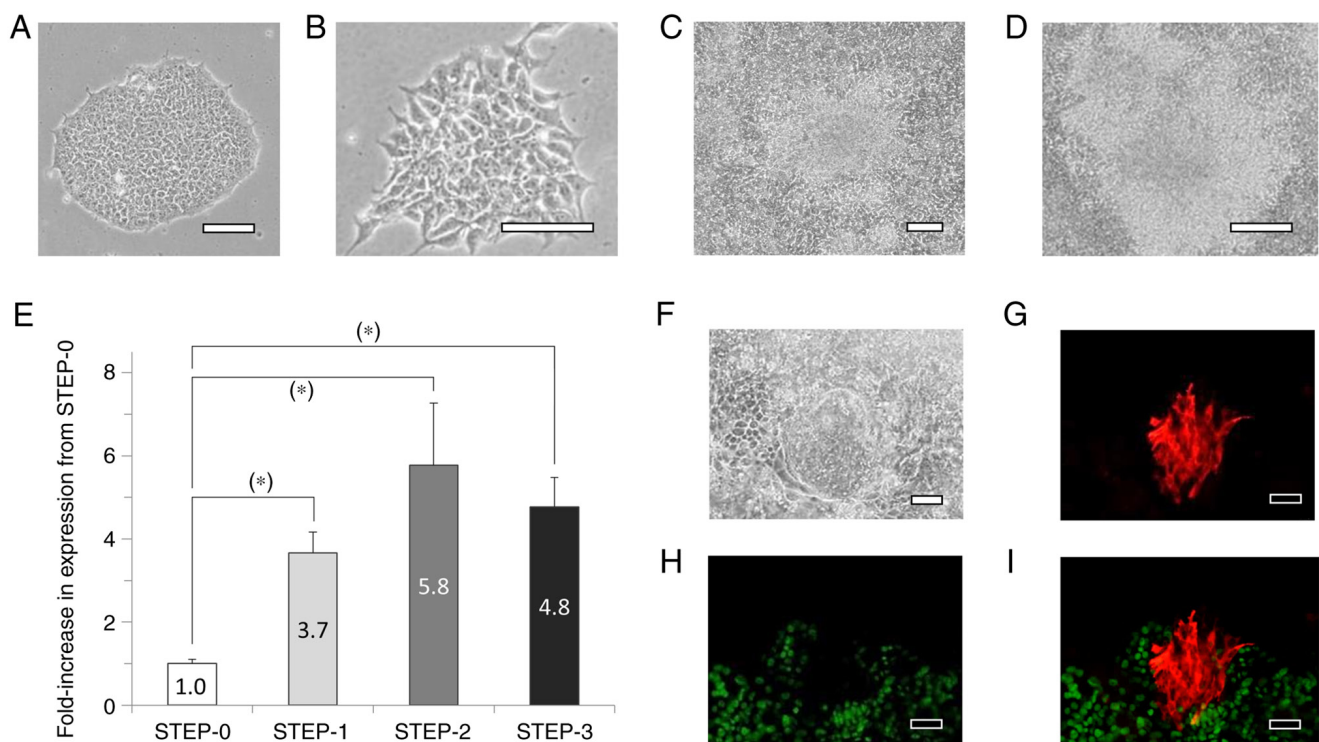 A
B
C
D
E
Fold-increase in expression from STEP-0
8
6
4
2
0
(*)
(*)
(*)
1.0
3.7
5.8
4.8
STEP-0
STEP-1
STEP-2
STEP-3
F
G
H
I